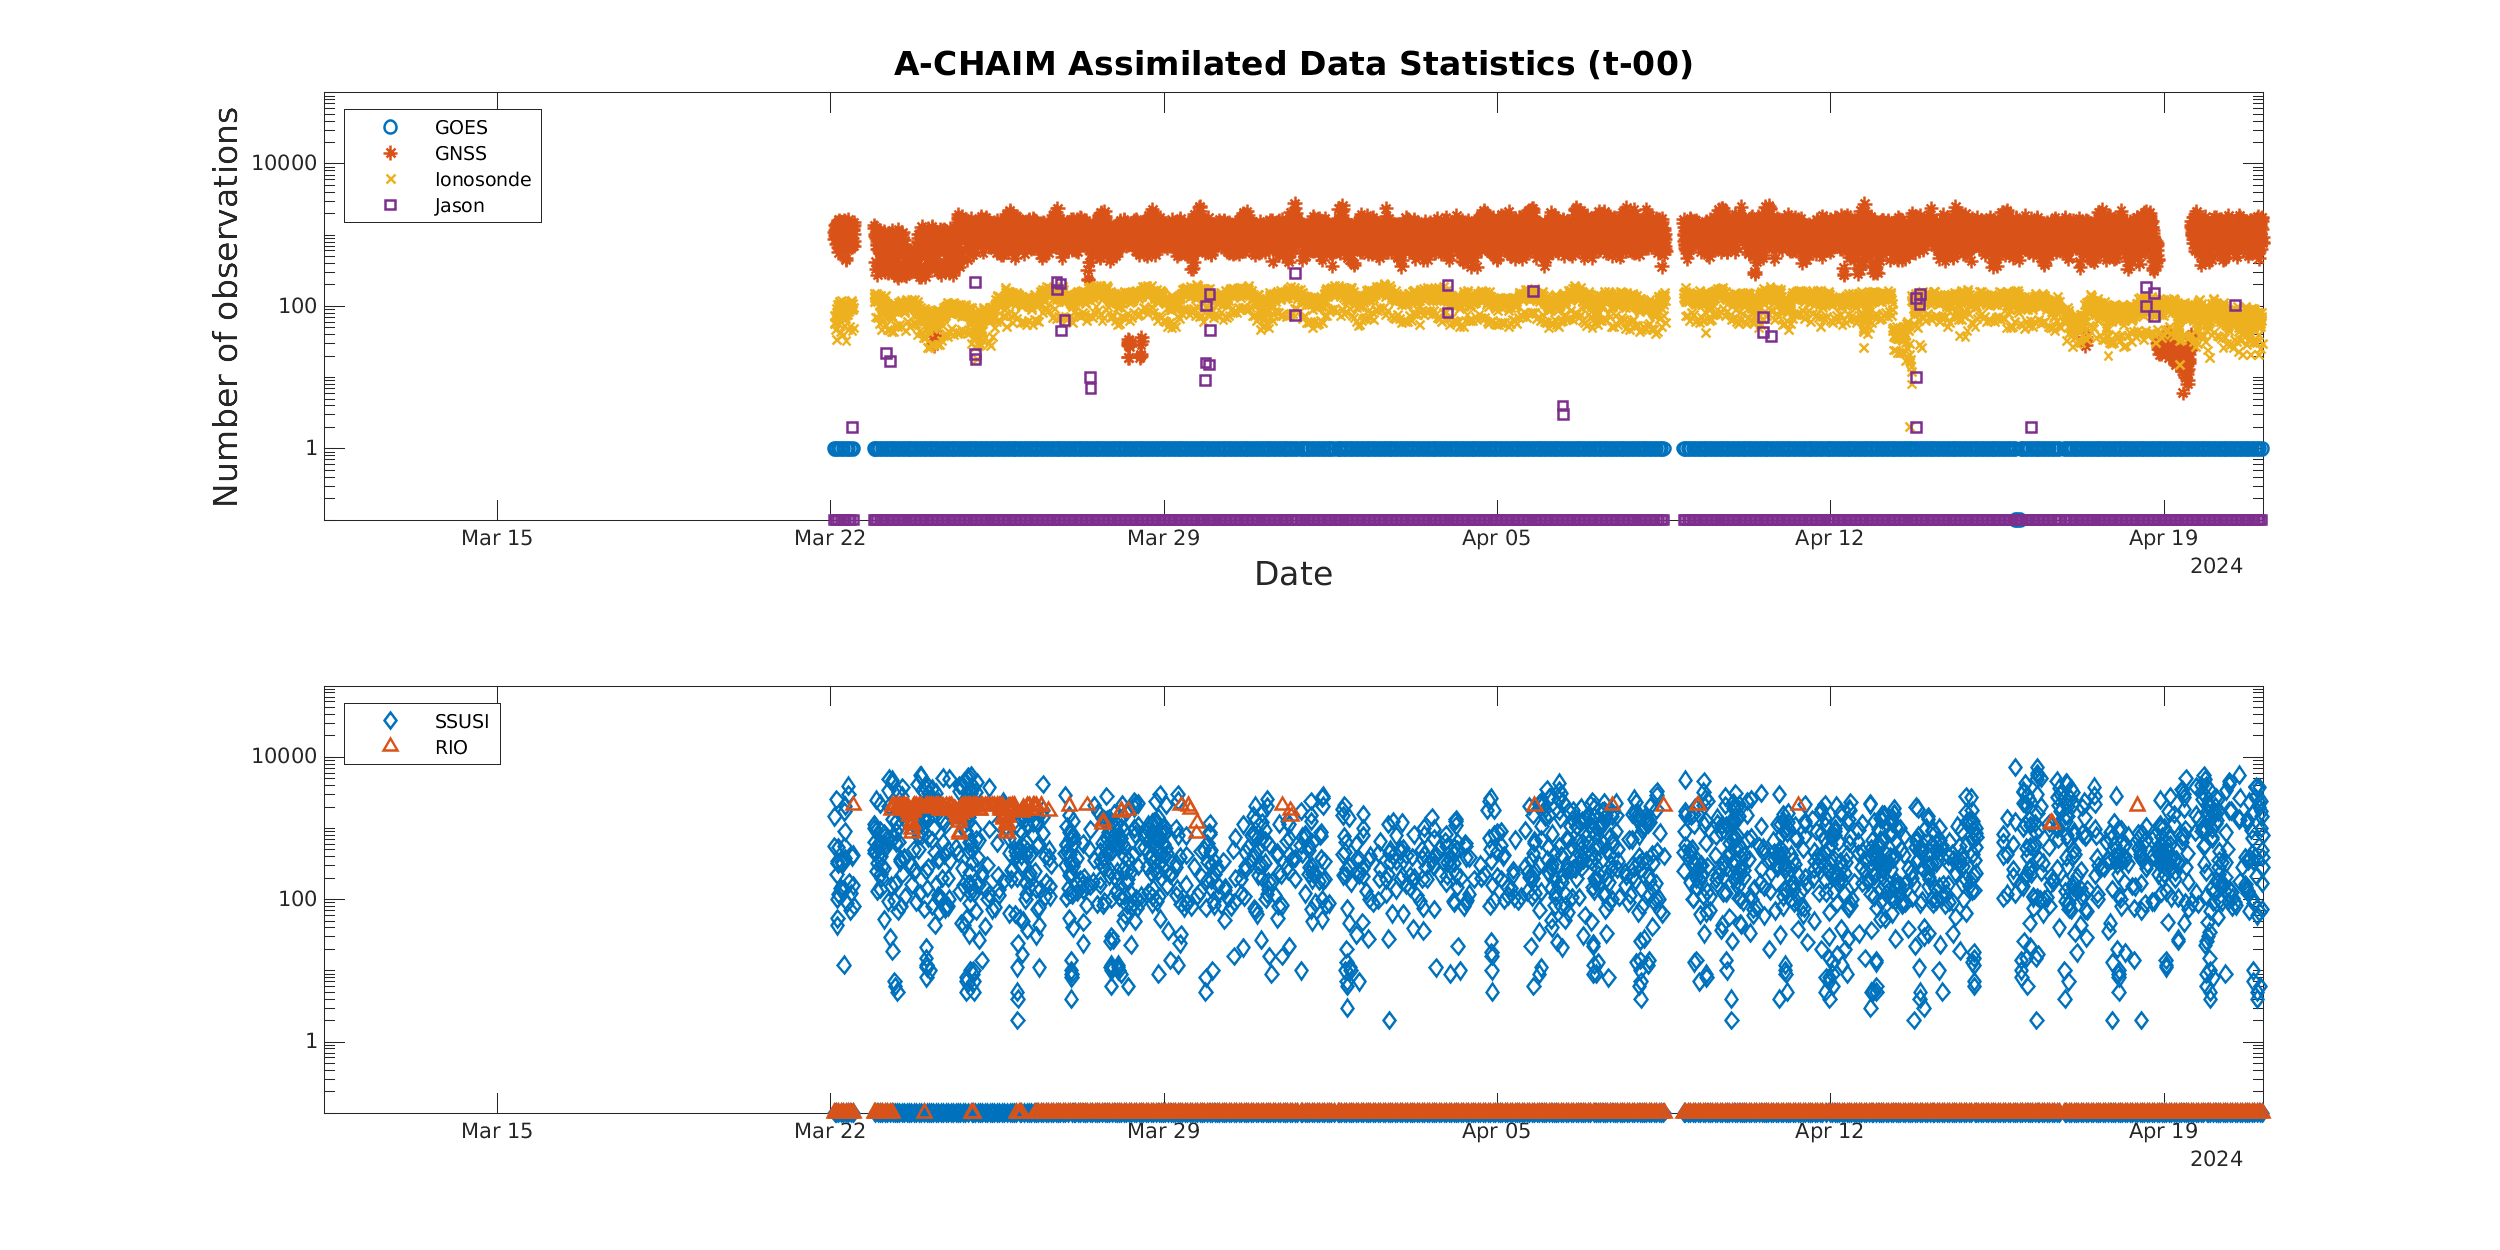 A-CHAIM Assimilated Data Statistics (t-00)
Number of observations
10000
100
1
GOES
GNSS
Ionosonde
Jason
Mar 15 Mar 22 Mar 29 Apr 05 Apr 12 Apr 19
2024
Date
10000
100
1
SSUSI
RIO
Mar 15 Mar 22 Mar 29 Apr 05 Apr 12 Apr 19
2024